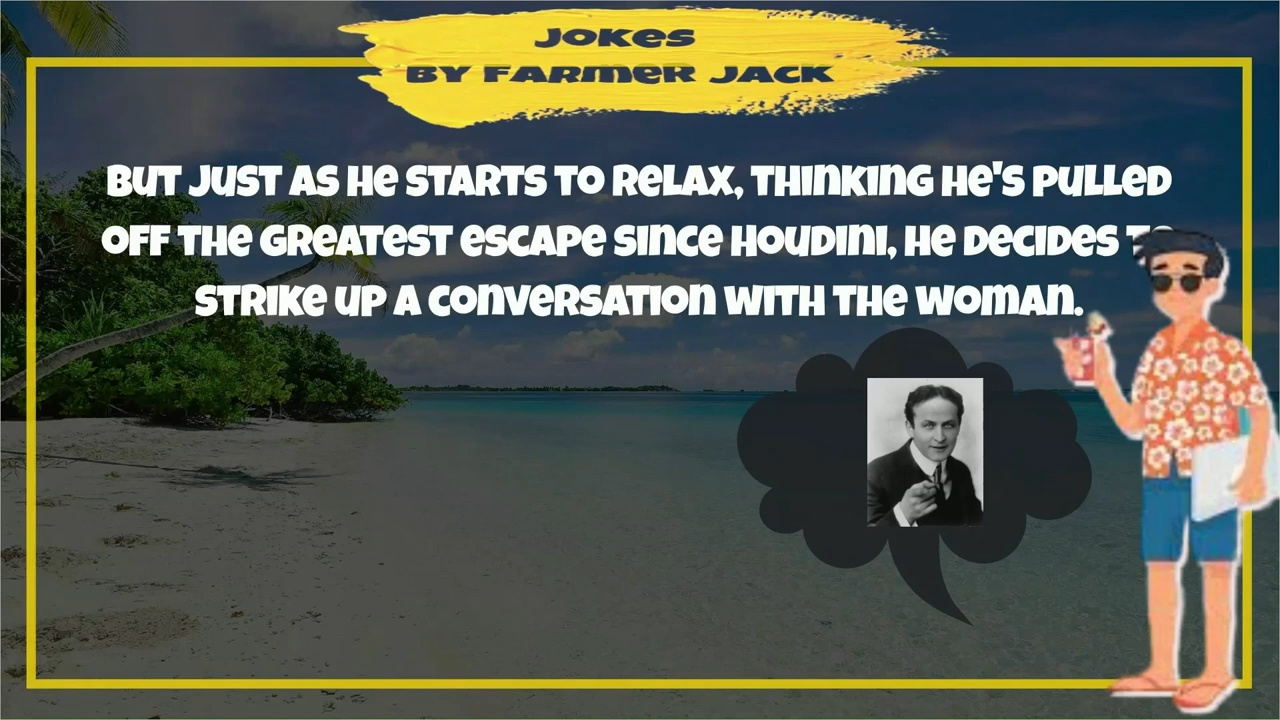 Jokes
By Farmer Jack
But just as he starts to relax, thinking he's pulled
off the greatest escape since Houdini, he decides to
strike up a conversation with the woman.